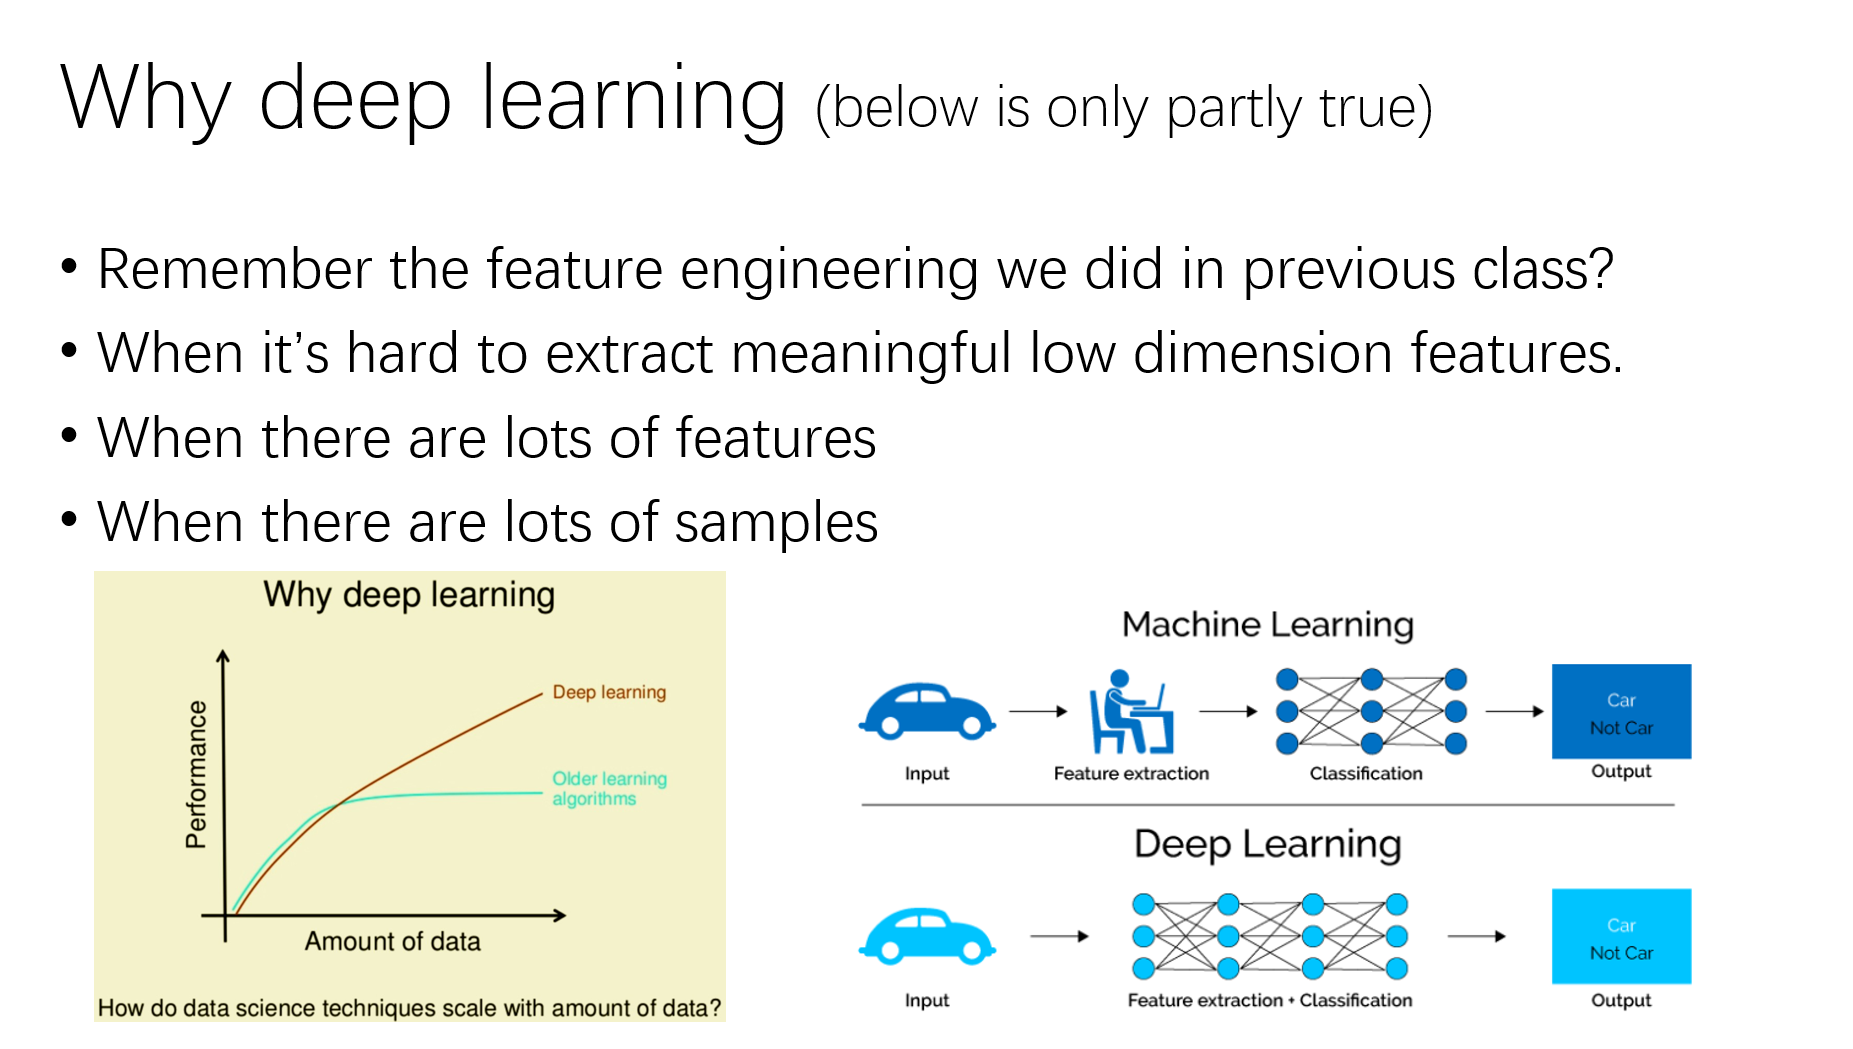 Why deep learning (below is only partly true)
• Remember the feature engineering we did in previous class?
• When it’s hard to extract meaningful low dimension features.
• When there are lots of features
• When there are lots of samples
Why deep learning
Performance
Deep learning
Older learning
algorithms
Amount of data
How do data science techniques scale with amount of data?
Machine Learning
Car
Not Car
Input
Feature extraction
Classification
Output
Deep Learning
Car
Not Car
Input
Feature extraction + Classification
Output